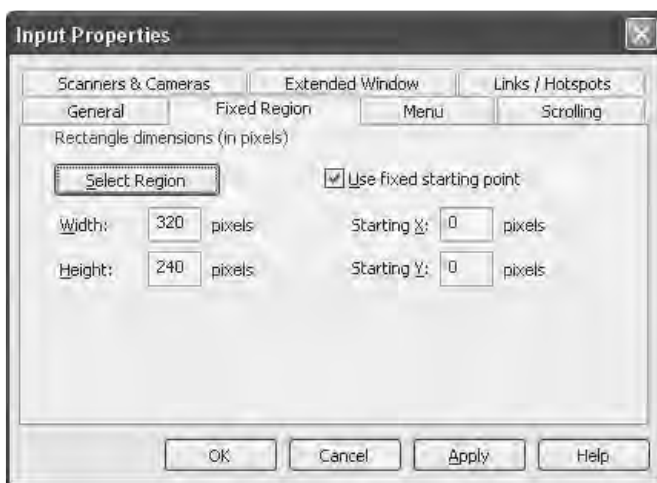 Input Properties
Scanners & Cameras Extended Window Links / Hotspots
General Fixed Region Menu Scrolling
Rectangle dimensions (in pixels)
Select Region Use fixed starting point
Width: 320 pixels Starting X: 0 pixels
Height: 240 pixels Starting Y: 0 pixels
OK Cancel Apply Help